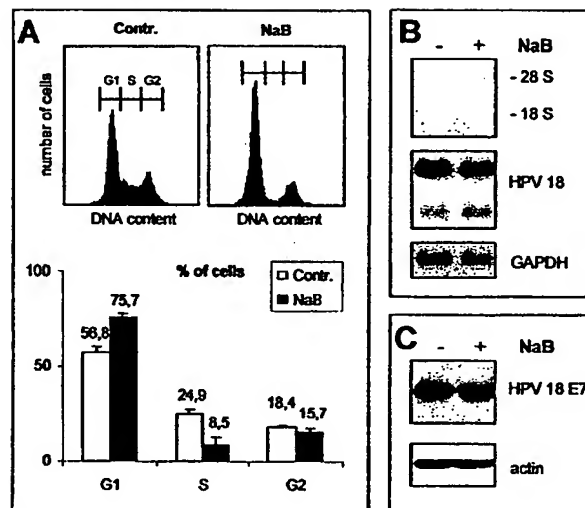 A
Contr.
NaB
G1 S G2
number of cells
DNA content
DNA content
% of cells
Contr.
NaB
100
50
0
56,8
75,7
24,9
8,5
18,4
15,7
G1
S
G2
B
- + NaB
- 28 S
- 18 S
HPV 18
GAPDH
C
- + NaB
HPV 18 E7
actin